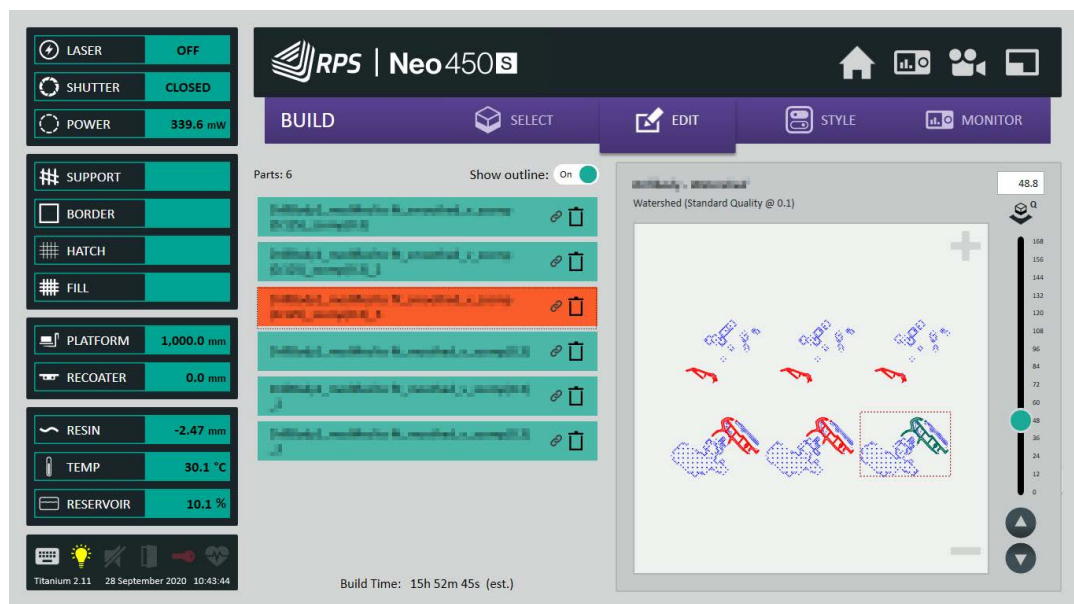 LASER OFF
SHUTTER CLOSED
POWER 339.6 mW
SUPPORT
BORDER
HATCH
FILL
PLATFORM 1,000.0 mm
RECOATER 0.0 mm
RESIN -2.47 mm
TEMP 30.1 °C
RESERVOIR 10.1 %
Titanium 2.11 28 September 2020 10:43:44
RPS | Neo450S
BUILD SELECT EDIT STYLE MONITOR
Parts: 6 Show outline: On
Build Time: 15h 52m 45s (est.)
Watershed (Standard Quality @ 0.1)
48.8
Q
168
156
144
132
120
108
96
84
72
60
48
36
24
12
0